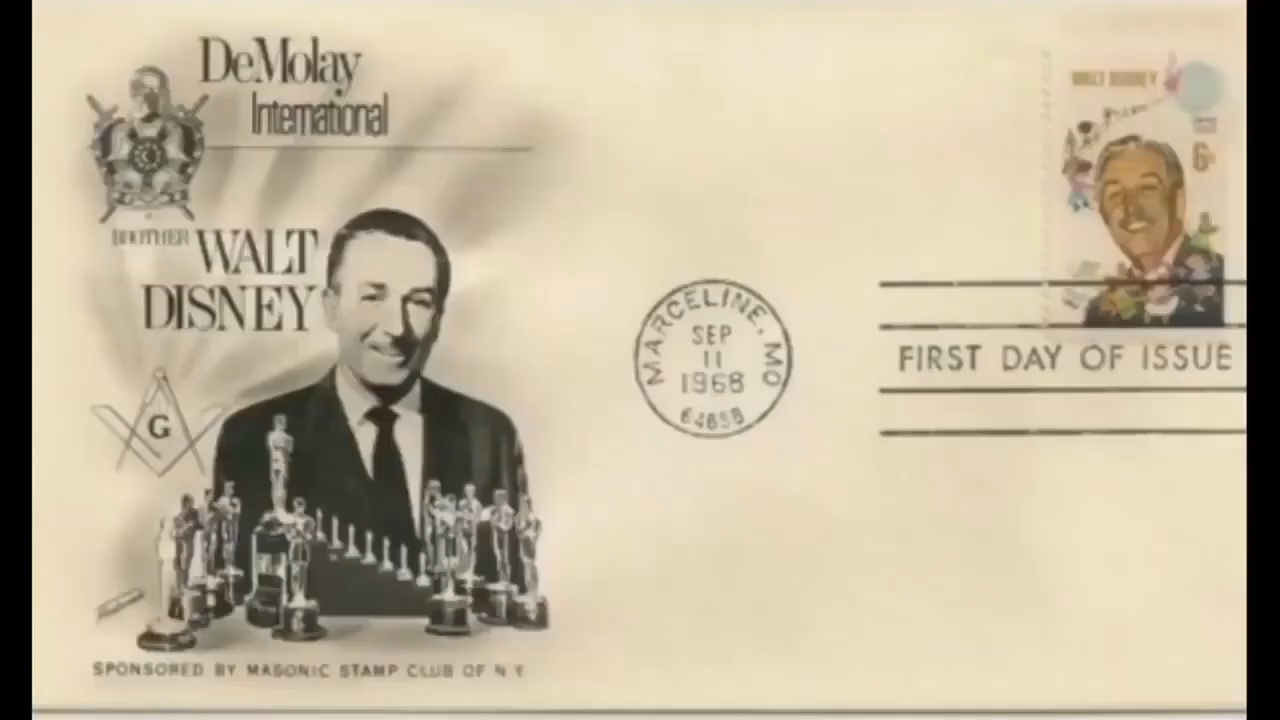 DeMolay
International
BROTHER WALT
DISNEY
G
SPONSORED BY MASONIC STAMP CLUB OF N.Y.
MARCELINE, MO
SEP
11
1968
64658
WALT DISNEY
6c
FIRST DAY OF ISSUE